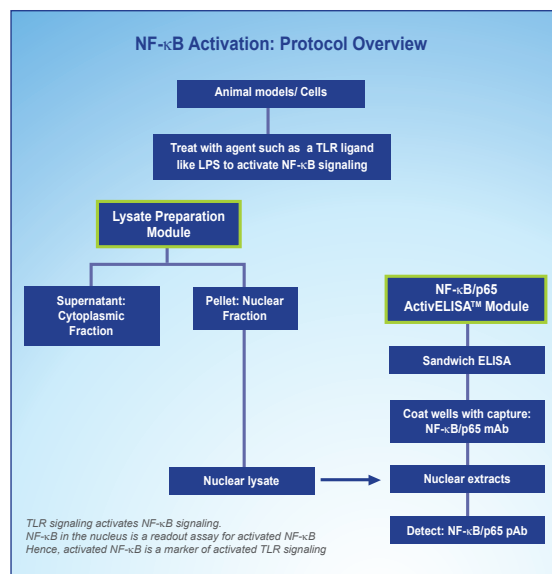 NF-κB Activation: Protocol Overview
Animal models/ Cells
Treat with agent such as a TLR ligand
like LPS to activate NF-κB signaling
Lysate Preparation
Module
Supernatant:
Cytoplasmic
Fraction
Pellet: Nuclear
Fraction
NF-κB/p65
ActivELISA™ Module
Sandwich ELISA
Coat wells with capture:
NF-κB/p65 mAb
Nuclear lysate
Nuclear extracts
Detect: NF-κB/p65 pAb
TLR signaling activates NF-κB signaling.
NF-κB in the nucleus is a readout assay for activated NF-κB
Hence, activated NF-κB is a marker of activated TLR signaling